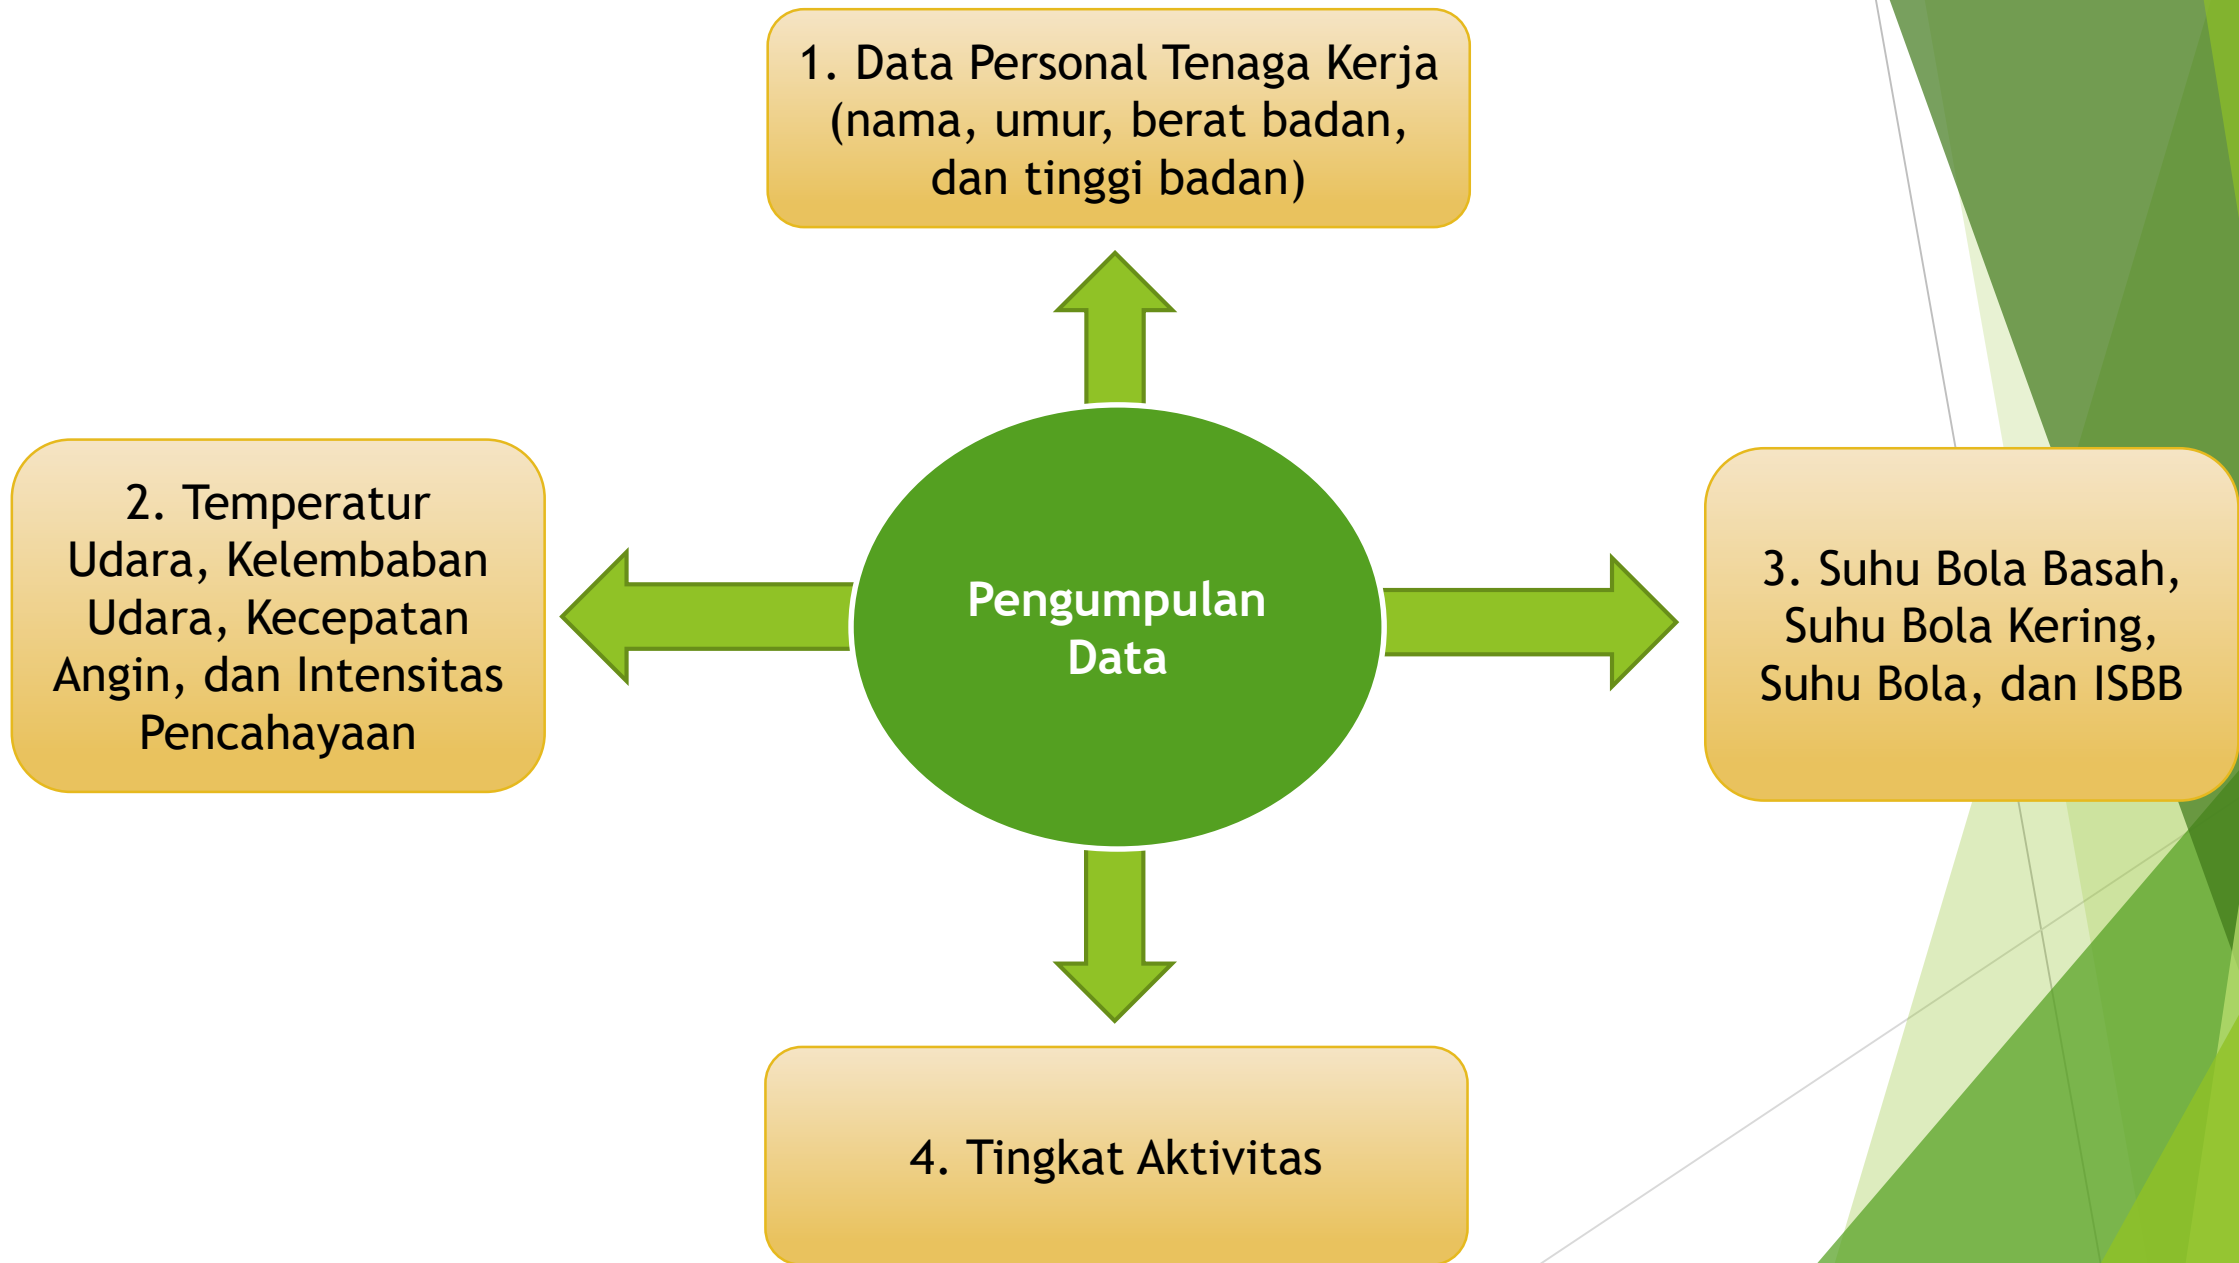 1. Data Personal Tenaga Kerja
(nama, umur, berat badan,
dan tinggi badan)
2. Temperatur
Udara, Kelembaban
Udara, Kecepatan
Angin, dan Intensitas
Pencahayaan
Pengumpulan
Data
3. Suhu Bola Basah,
Suhu Bola Kering,
Suhu Bola, dan ISBB
4. Tingkat Aktivitas